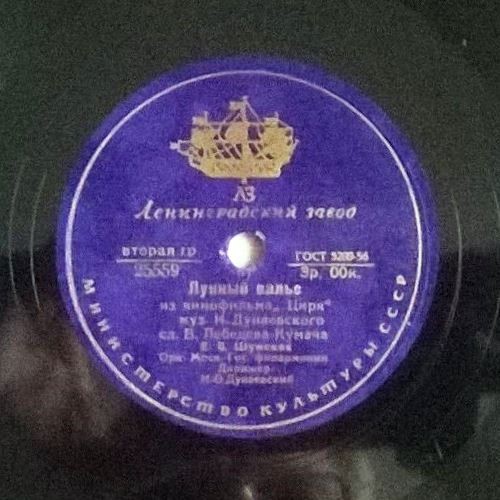 ЛЗ
Ленинградский завод
вторая гр
25559
ГОСТ 5289-56
9р. 00к.
Лунный вальс
из кинофильма „Цирк“
муз. И. Дунаевского
сл. В. Лебедева-Кумача
В. В. Шумская
Орк. Моск. Гос. филармонии
Дирижер
И.О.Дунаевский
МИНИСТЕРСТВО КУЛЬТУРЫ СССР